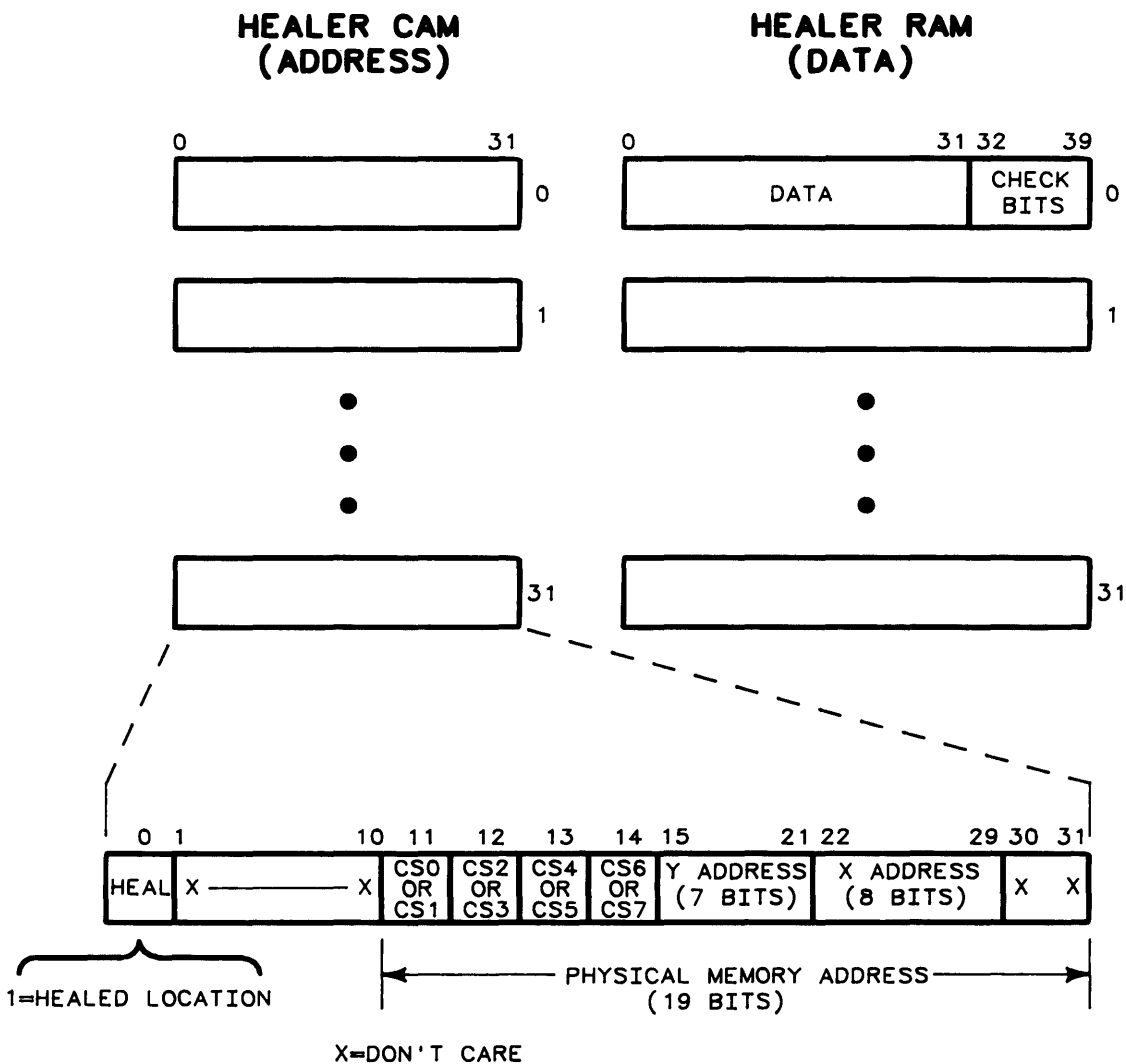 HEALER CAM
(ADDRESS)
HEALER RAM
(DATA)
0 31
0 31 32 39
DATA
CHECK
BITS
0
0
1
1
31
31
0 1 10 11 12 13 14 15 21 22 29 30 31
HEAL
X X
CS0
OR
CS1
CS2
OR
CS3
CS4
OR
CS5
CS6
OR
CS7
Y ADDRESS
(7 BITS)
X ADDRESS
(8 BITS)
X X
1=HEALED LOCATION
PHYSICAL MEMORY ADDRESS
(19 BITS)
X=DON'T CARE